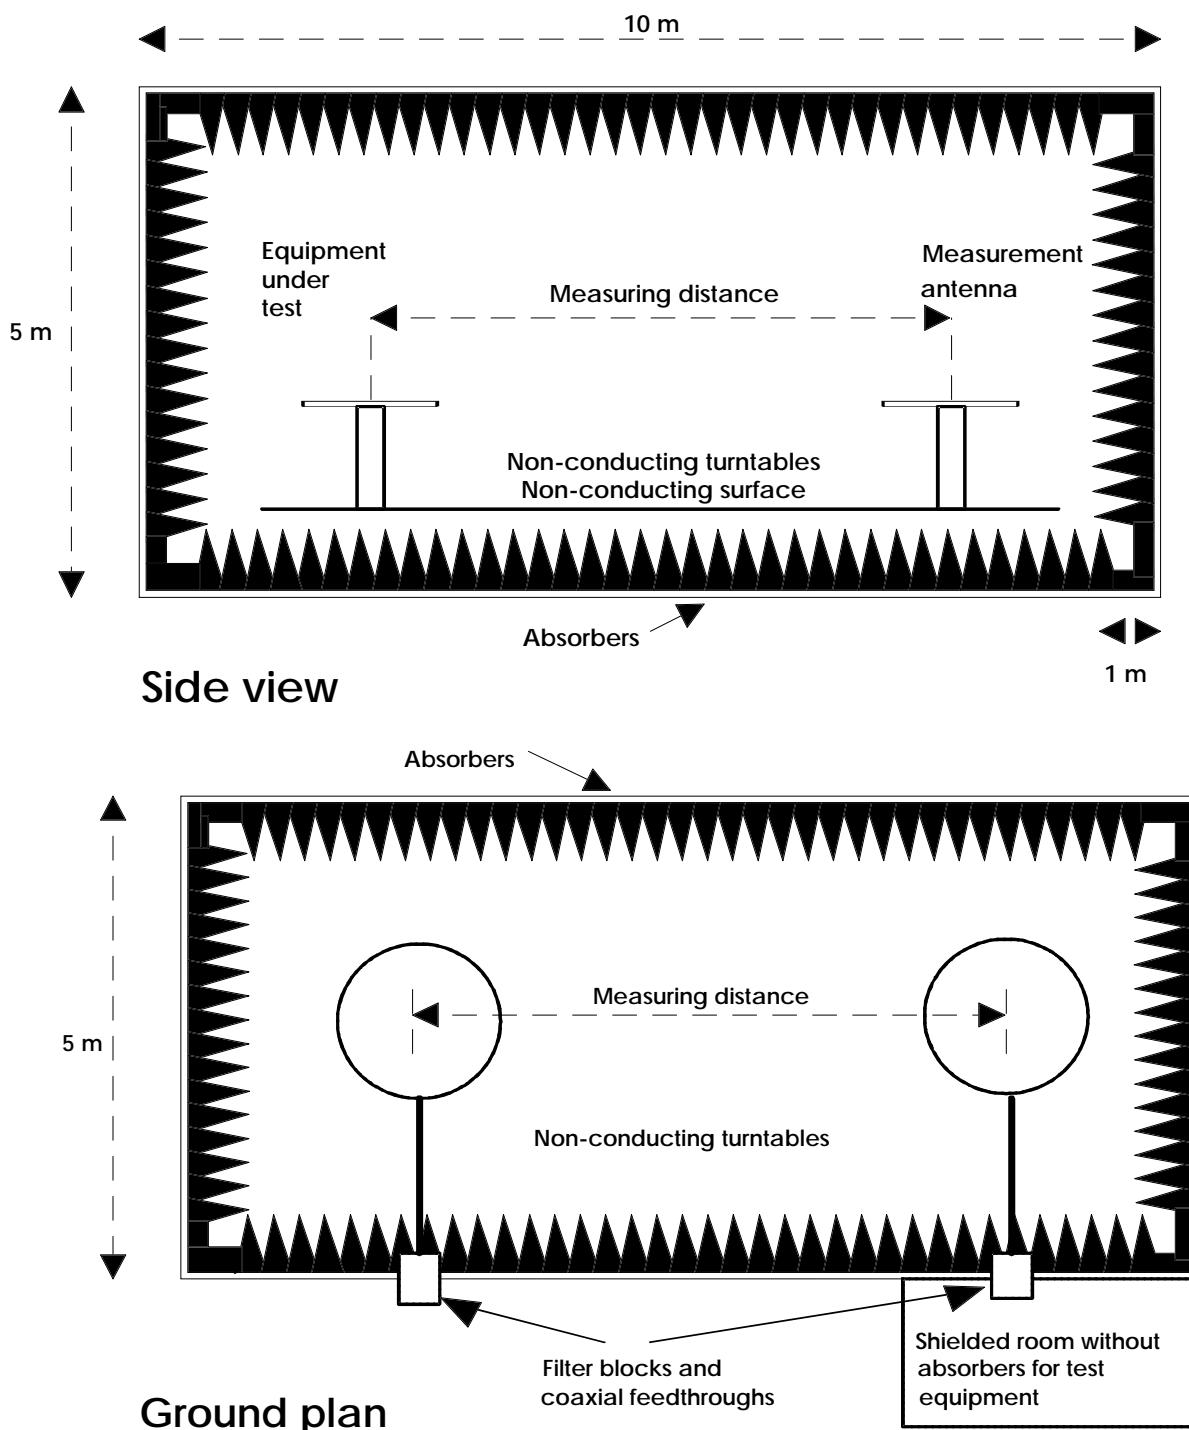 10 m
Equipment
under
test
Measurement
antenna
Measuring distance
5 m
Non-conducting turntables
Non-conducting surface
Absorbers
1 m
Side view
Absorbers
Measuring distance
5 m
Non-conducting turntables
Filter blocks and
coaxial feedthroughs
Shielded room without
absorbers for test
equipment
Ground plan